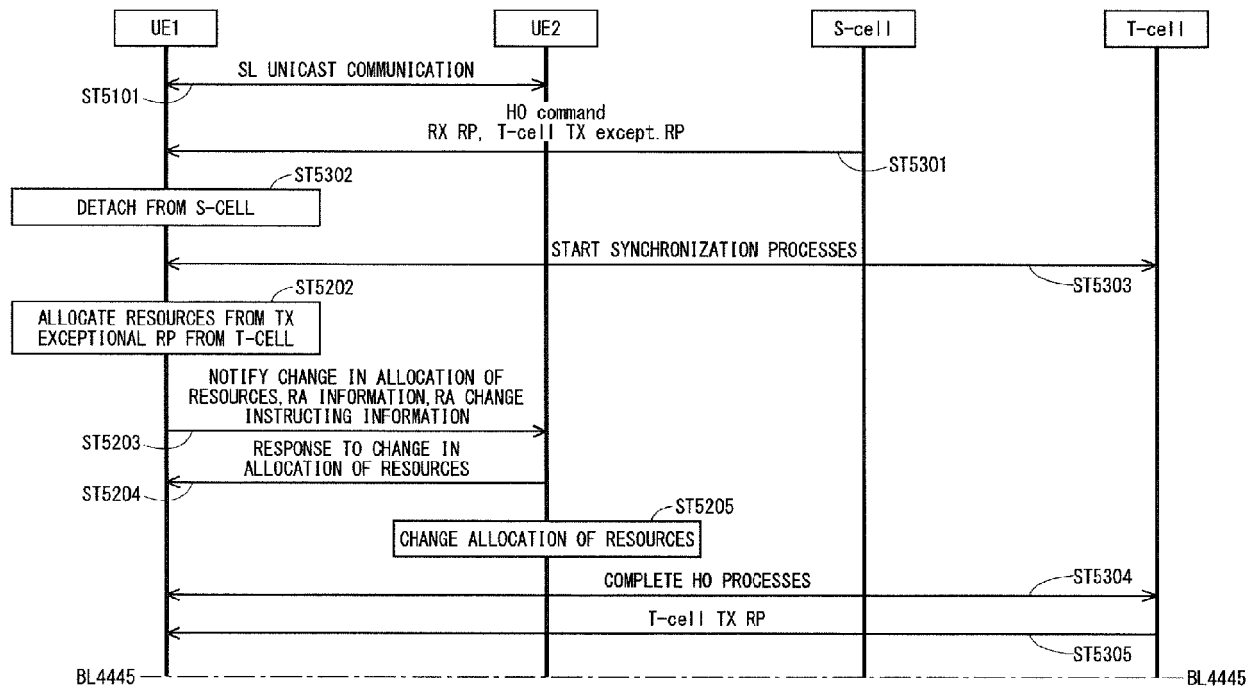 UE1
UE2
S-cell
T-cell
SL UNICAST COMMUNICATION
ST5101
HO command
RX RP, T-cell TX except.RP
ST5301
ST5302
DETACH FROM S-CELL
START SYNCHRONIZATION PROCESSES
ST5303
ST5202
ALLOCATE RESOURCES FROM TX
EXCEPTIONAL RP FROM T-CELL
NOTIFY CHANGE IN ALLOCATION OF
RESOURCES, RA INFORMATION, RA CHANGE
INSTRUCTING INFORMATION
ST5203
RESPONSE TO CHANGE IN
ALLOCATION OF RESOURCES
ST5204
ST5205
CHANGE ALLOCATION OF RESOURCES
COMPLETE HO PROCESSES
ST5304
T-cell TX RP
ST5305
BL4445
BL4445